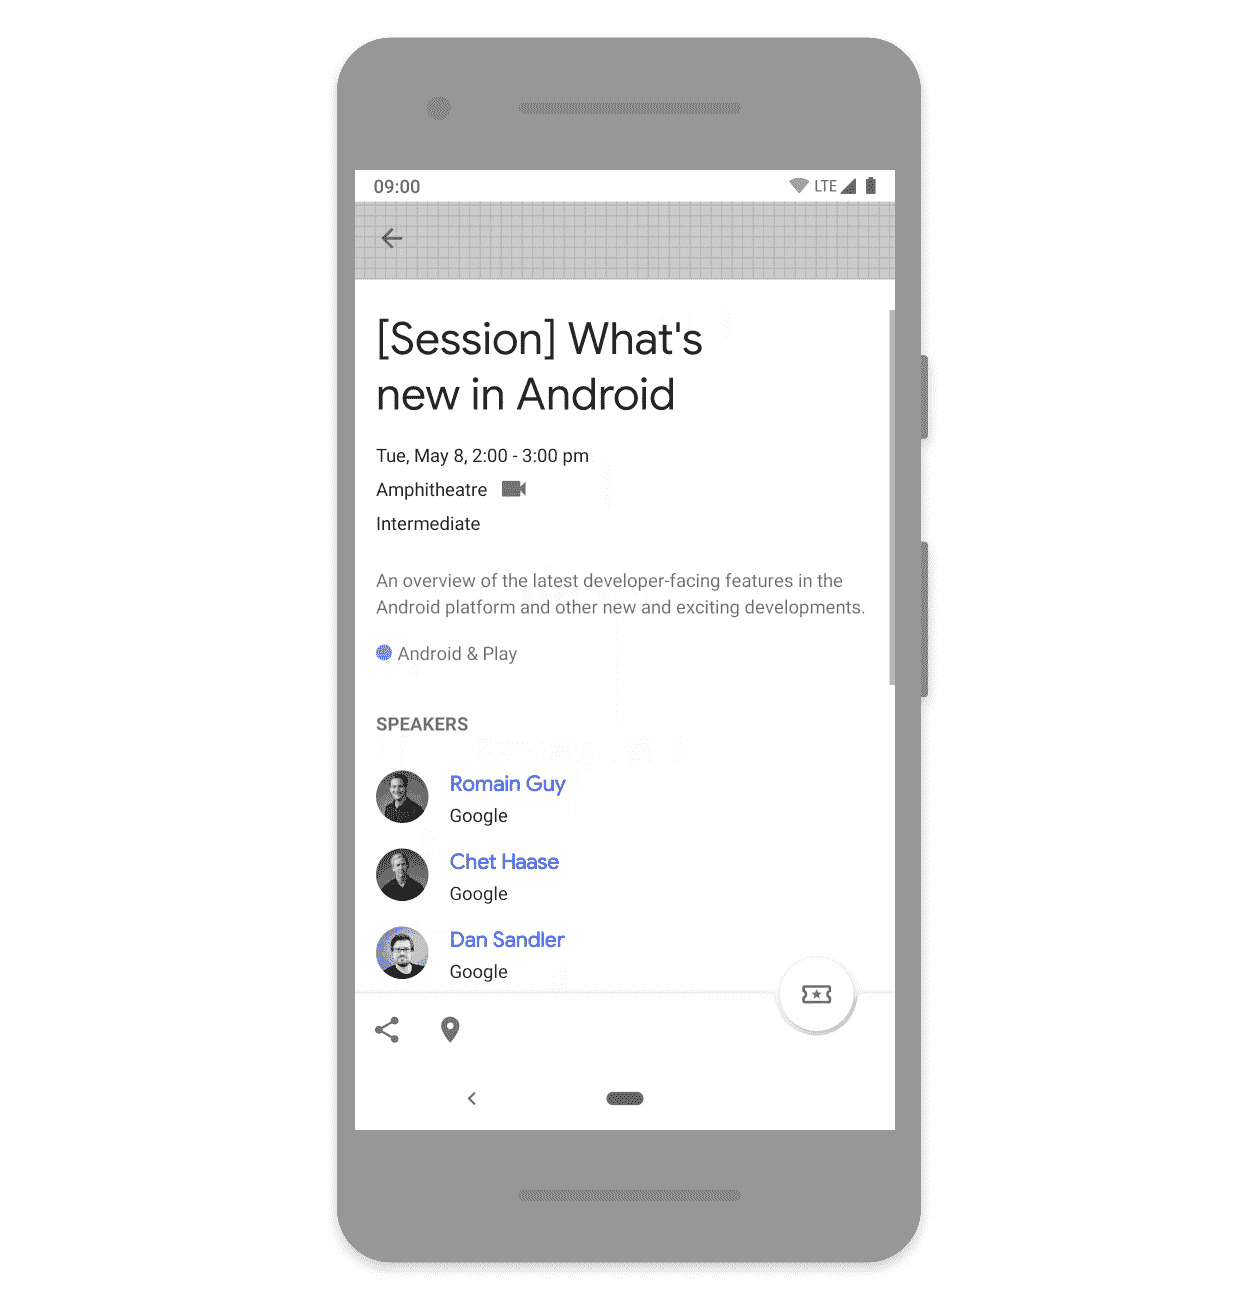 09:00 LTE
[Session] What's
new in Android
Tue, May 8, 2:00 - 3:00 pm
Amphitheatre
Intermediate
An overview of the latest developer-facing features in the
Android platform and other new and exciting developments.
Android & Play
SPEAKERS
Romain Guy
Google
Chet Haase
Google
Dan Sandler
Google